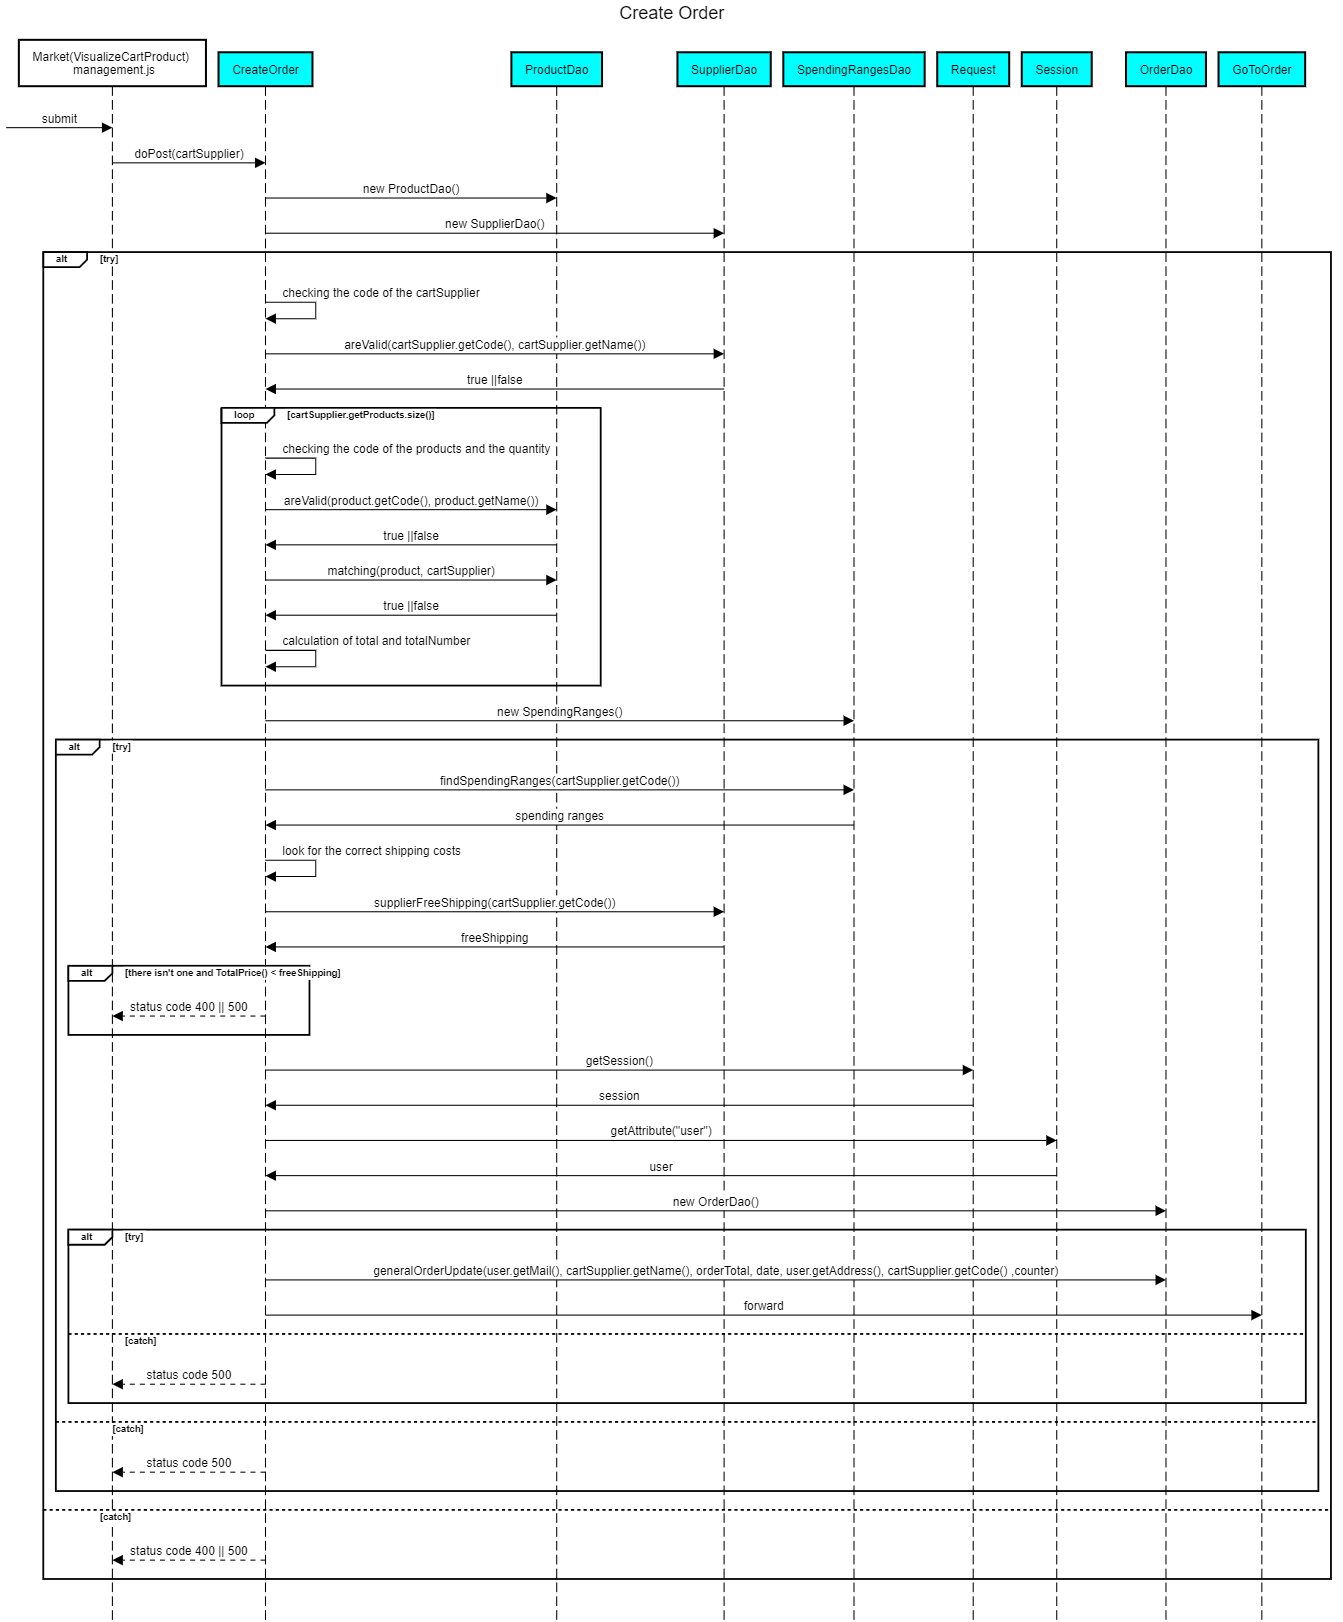 Create Order
Market(VisualizeCartProduct)
management.js
CreateOrder
ProductDao
SupplierDao
SpendingRangesDao
Request
Session
OrderDao
GoToOrder
submit
doPost(cartSupplier)
new ProductDao()
new SupplierDao()
alt [try]
checking the code of the cartSupplier
areValid(cartSupplier.getCode(), cartSupplier.getName())
true ||false
loop [cartSupplier.getProducts.size()]
checking the code of the products and the quantity
areValid(product.getCode(), product.getName())
true ||false
matching(product, cartSupplier)
true ||false
calculation of total and totalNumber
new SpendingRanges()
alt [try]
findSpendingRanges(cartSupplier.getCode())
spending ranges
look for the correct shipping costs
supplierFreeShipping(cartSupplier.getCode())
freeShipping
alt [there isn't one and TotalPrice() < freeShipping]
status code 400 || 500
getSession()
session
getAttribute("user")
user
new OrderDao()
alt [try]
generalOrderUpdate(user.getMail(), cartSupplier.getName(), orderTotal, date, user.getAddress(), cartSupplier.getCode() ,counter)
forward
[catch]
status code 500
[catch]
status code 500
[catch]
status code 400 || 500